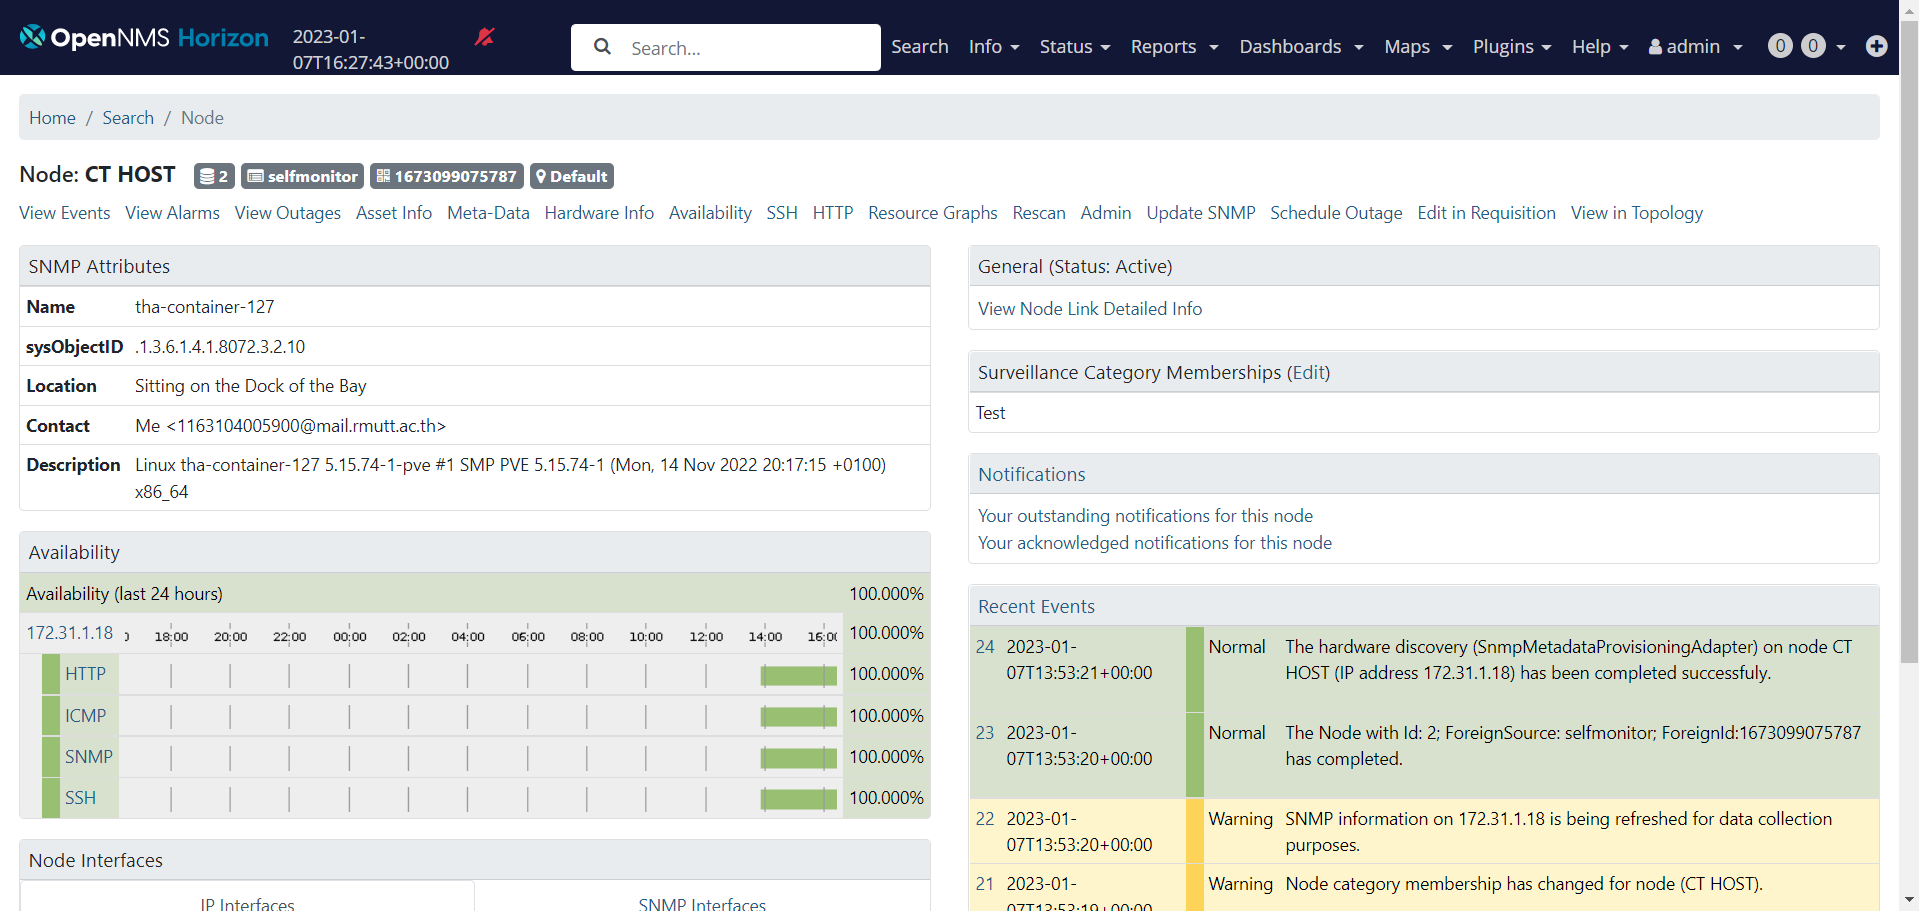 OpenNMS Horizon
2023-01-
07T16:27:43+00:00
Search...
Search Info Status Reports Dashboards Maps Plugins Help admin 0 0
Home / Search / Node
Node: CT HOST 2 selfmonitor 1673099075787 Default
View Events View Alarms View Outages Asset Info Meta-Data Hardware Info Availability SSH HTTP Resource Graphs Rescan Admin Update SNMP Schedule Outage Edit in Requisition View in Topology
SNMP Attributes
Name tha-container-127
sysObjectID .1.3.6.1.4.1.8072.3.2.10
Location Sitting on the Dock of the Bay
Contact Me <1163104005900@mail.rmutt.ac.th>
Description Linux tha-container-127 5.15.74-1-pve #1 SMP PVE 5.15.74-1 (Mon, 14 Nov 2022 20:17:15 +0100)
x86_64
Availability
Availability (last 24 hours) 100.000%
172.31.1.18 18:00 20:00 22:00 00:00 02:00 04:00 06:00 08:00 10:00 12:00 14:00 16:00 100.000%
HTTP 100.000%
ICMP 100.000%
SNMP 100.000%
SSH 100.000%
Node Interfaces
IP Interfaces SNMP Interfaces
General (Status: Active)
View Node Link Detailed Info
Surveillance Category Memberships (Edit)
Test
Notifications
Your outstanding notifications for this node
Your acknowledged notifications for this node
Recent Events
24 2023-01- Normal The hardware discovery (SnmpMetadataProvisioningAdapter) on node CT
07T13:53:21+00:00 HOST (IP address 172.31.1.18) has been completed successfuly.
23 2023-01- Normal The Node with Id: 2; ForeignSource: selfmonitor; ForeignId:1673099075787
07T13:53:20+00:00 has completed.
22 2023-01- Warning SNMP information on 172.31.1.18 is being refreshed for data collection
07T13:53:20+00:00 purposes.
21 2023-01- Warning Node category membership has changed for node (CT HOST).
07T13:53:19+00:00